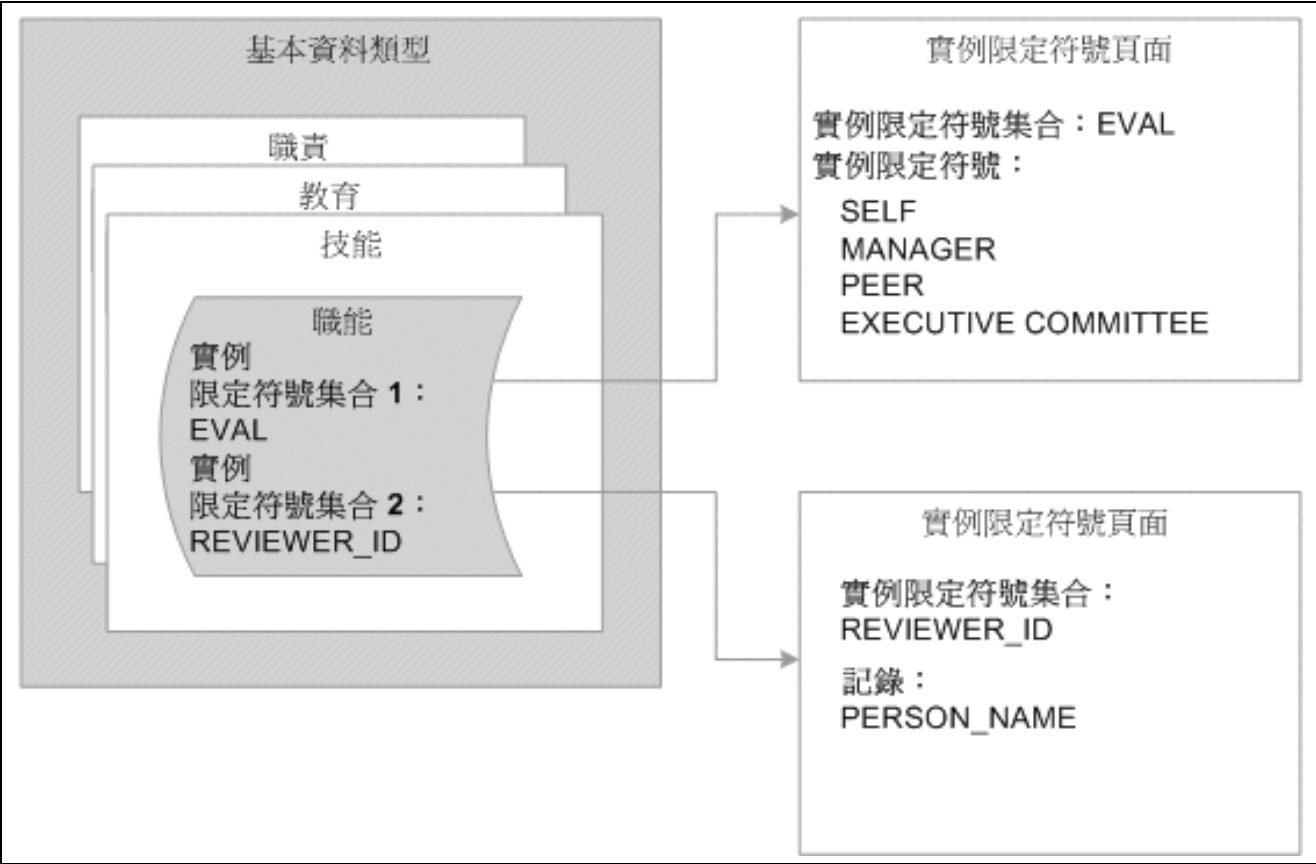 基本資料類型
職責
教育
技能
職能
實例
限定符號集合 1：
EVAL
實例
限定符號集合 2：
REVIEWER_ID
實例限定符號頁面
實例限定符號集合：EVAL
實例限定符號：
SELF
MANAGER
PEER
EXECUTIVE COMMITTEE
實例限定符號頁面
實例限定符號集合：
REVIEWER_ID
記錄：
PERSON_NAME